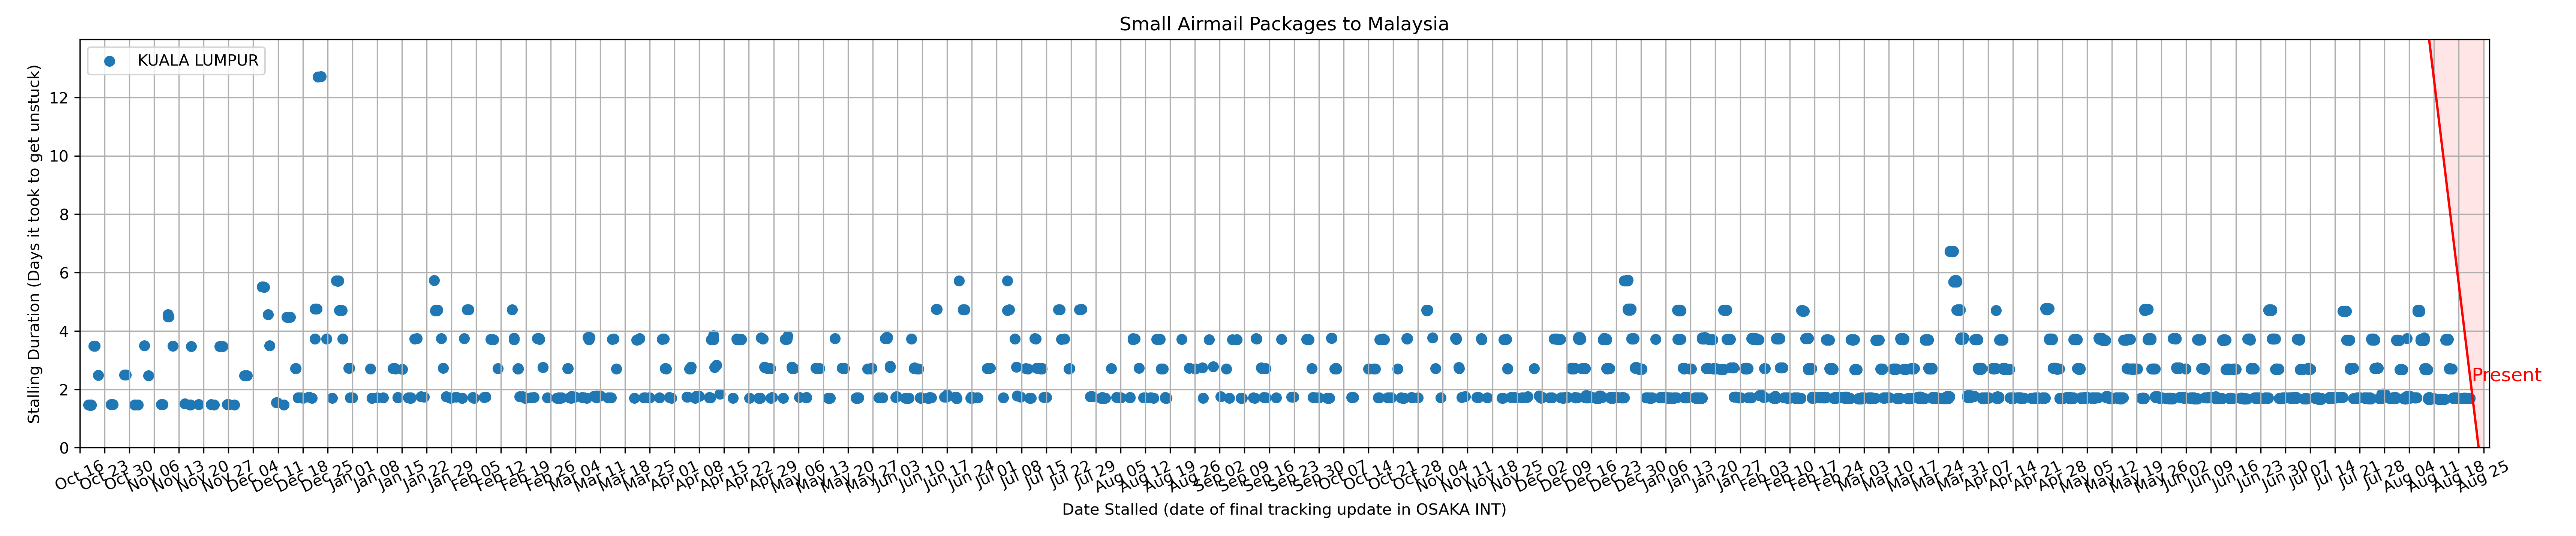 Small Airmail Packages to Malaysia
KUALA LUMPUR
Stalling Duration (Days it took to get unstuck)
12
10
8
6
4
2
0
Present
Oct 16
Oct 23
Oct 30
Nov 06
Nov 13
Nov 20
Nov 27
Dec 04
Dec 11
Dec 18
Dec 25
Jan 01
Jan 08
Jan 15
Jan 22
Jan 29
Feb 05
Feb 12
Feb 19
Feb 26
Mar 04
Mar 11
Mar 18
Mar 25
Apr 01
Apr 08
Apr 15
Apr 22
Apr 29
May 06
May 13
May 20
May 27
Jun 03
Jun 10
Jun 17
Jun 24
Jul 01
Jul 08
Jul 15
Jul 22
Jul 29
Aug 05
Aug 12
Aug 19
Aug 26
Sep 02
Sep 09
Sep 16
Sep 23
Sep 30
Oct 07
Oct 14
Oct 21
Oct 28
Nov 04
Nov 11
Nov 18
Nov 25
Dec 02
Dec 09
Dec 16
Dec 23
Dec 30
Jan 06
Jan 13
Jan 20
Jan 27
Feb 03
Feb 10
Feb 17
Feb 24
Mar 03
Mar 10
Mar 17
Mar 24
Mar 31
Apr 07
Apr 14
Apr 21
Apr 28
May 05
May 12
May 19
May 26
Jun 02
Jun 09
Jun 16
Jun 23
Jun 30
Jul 07
Jul 14
Jul 21
Jul 28
Aug 04
Aug 11
Aug 18
Aug 25
Date Stalled (date of final tracking update in OSAKA INT)